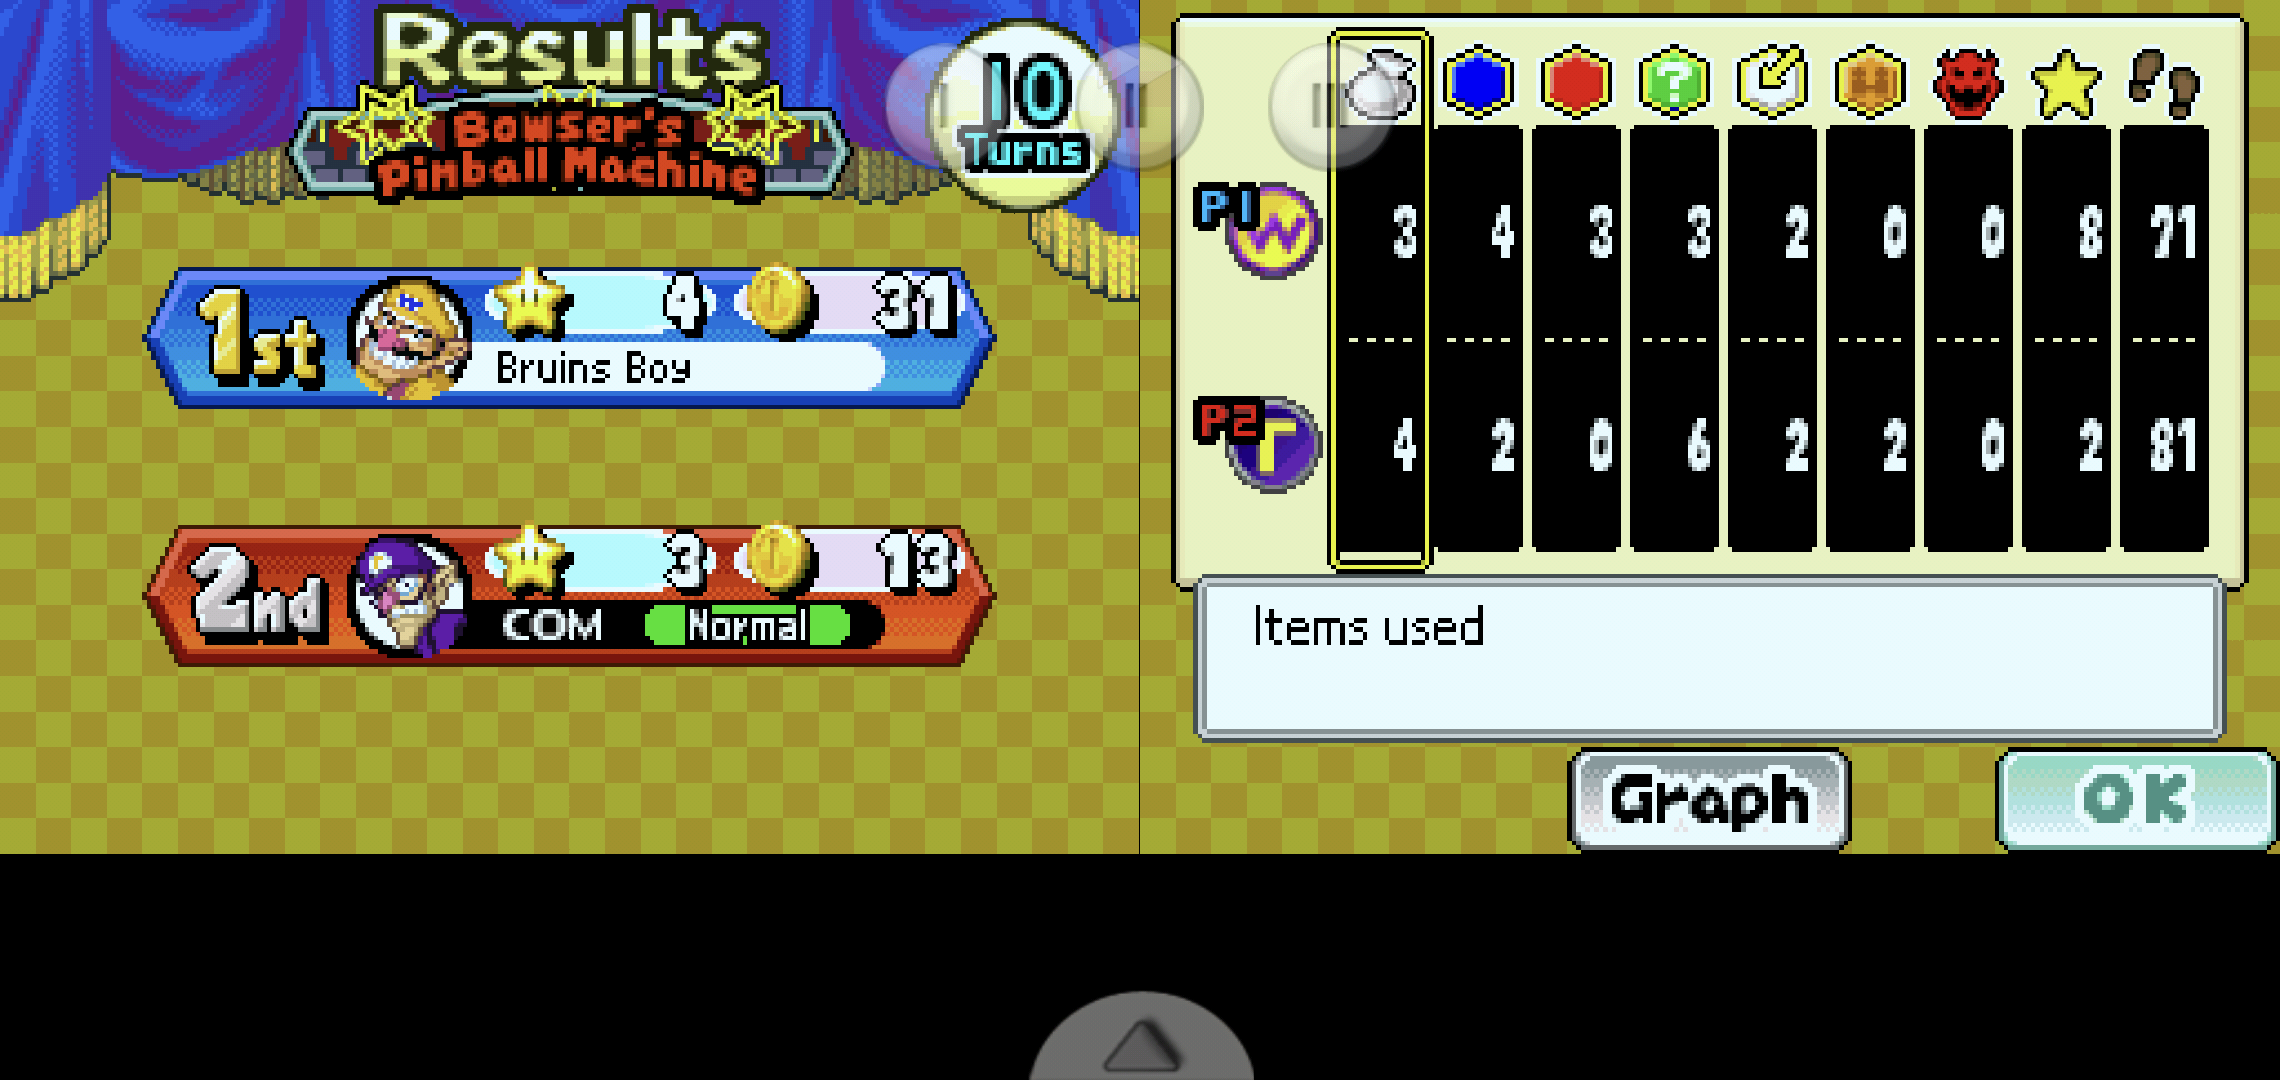 Results
Bowser's
Pinball Machine
10
Turns
1st
4
31
Bruins Boy
2nd
3
13
COM Normal
I II III
?
P1 W 3 4 3 3 2 0 0 8 71
P2 Γ 4 2 0 6 2 2 0 2 81
Items used
Graph
OK